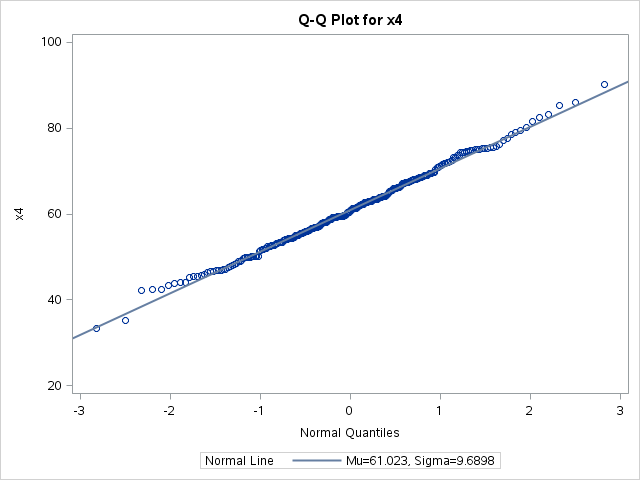 Q-Q Plot for x4
100
80
60
40
20
x4
-3 -2 -1 0 1 2 3
Normal Quantiles
Normal Line Mu=61.023, Sigma=9.6898